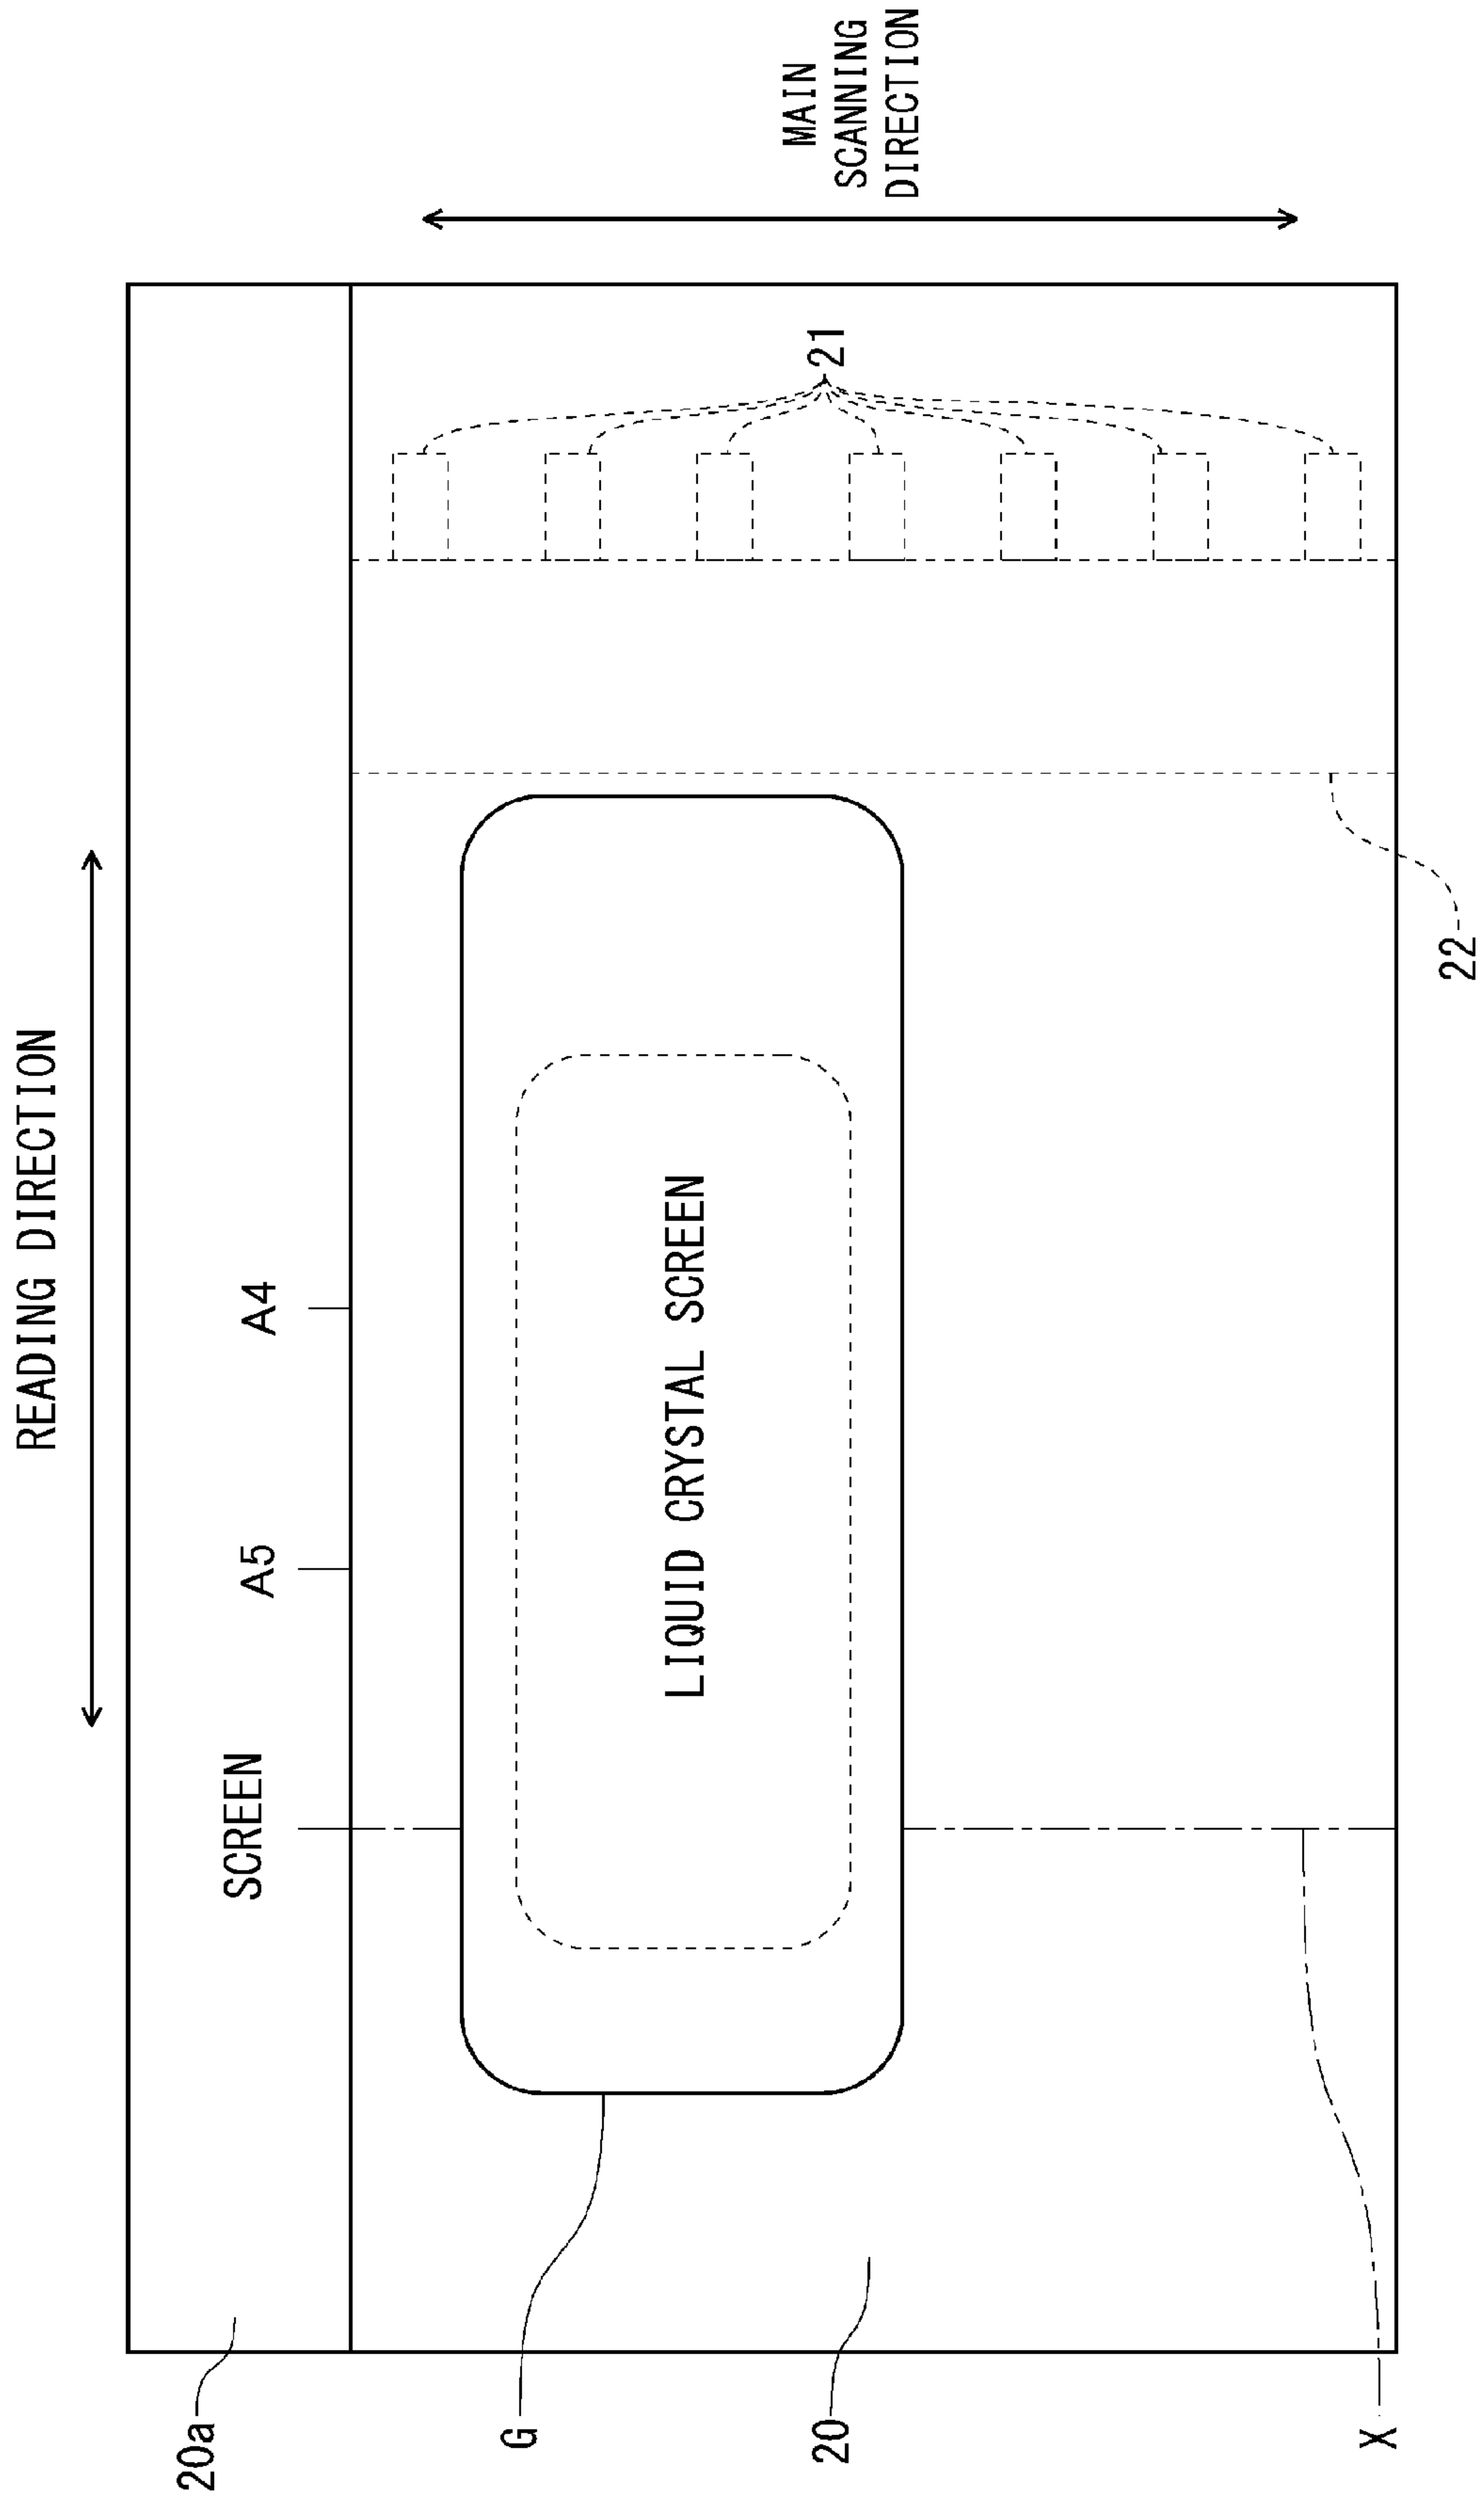 READING DIRECTION
SCREEN
A5
A4
LIQUID CRYSTAL SCREEN
21
MAIN
SCANNING
DIRECTION
20a
G
20
X
22